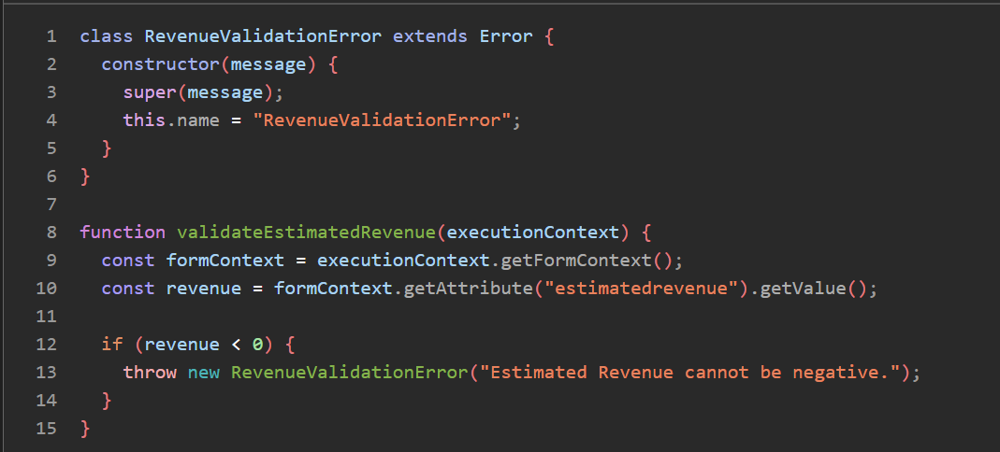 1 class RevenueValidationError extends Error {
2   constructor(message) {
3     super(message);
4     this.name = "RevenueValidationError";
5   }
6 }
7
8 function validateEstimatedRevenue(executionContext) {
9   const formContext = executionContext.getFormContext();
10   const revenue = formContext.getAttribute("estimatedrevenue").getValue();
11
12   if (revenue < 0) {
13     throw new RevenueValidationError("Estimated Revenue cannot be negative.");
14   }
15 }